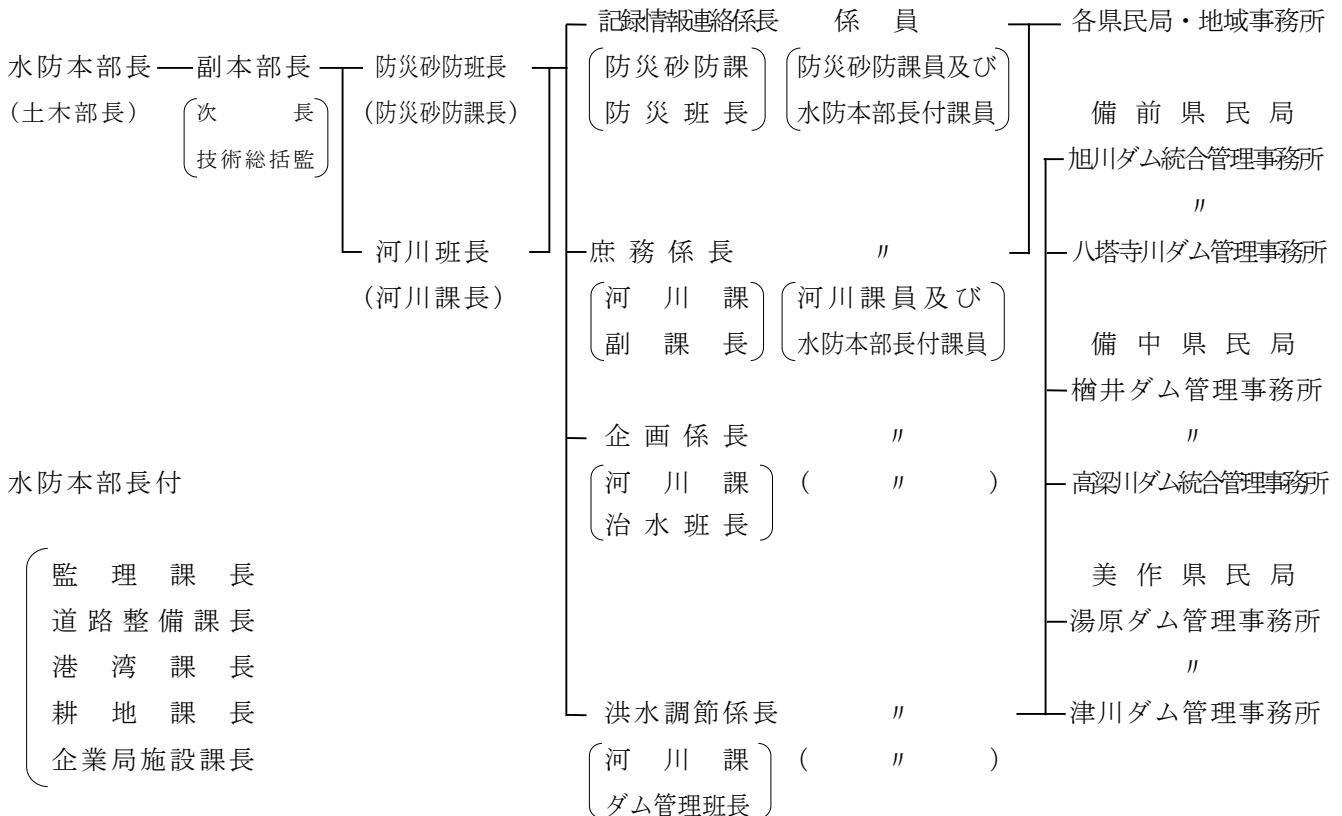 記録情報連絡係長 係員 各県民局・地域事務所
水防本部長 副本部長 防災砂防班長 防災砂防課 防災砂防課員及び
(土木部長) 次長 (防災砂防課長) 防災班長 水防本部長付課員 備前県民局
技術総括監 旭川ダム統合管理事務所
〃
河川班長 庶務係長 〃 八塔寺川ダム管理事務所
(河川課長) 河川課 河川課員及び
副課長 水防本部長付課員 備中県民局
楢井ダム管理事務所
企画係長 〃 〃
水防本部長付 河川課 (〃) 高梁川ダム統合管理事務所
治水班長
監理課長 美作県民局
道路整備課長 湯原ダム管理事務所
港湾課長 〃
耕地課長 洪水調節係長 〃 津川ダム管理事務所
企業局施設課長 河川課 (〃)
ダム管理班長